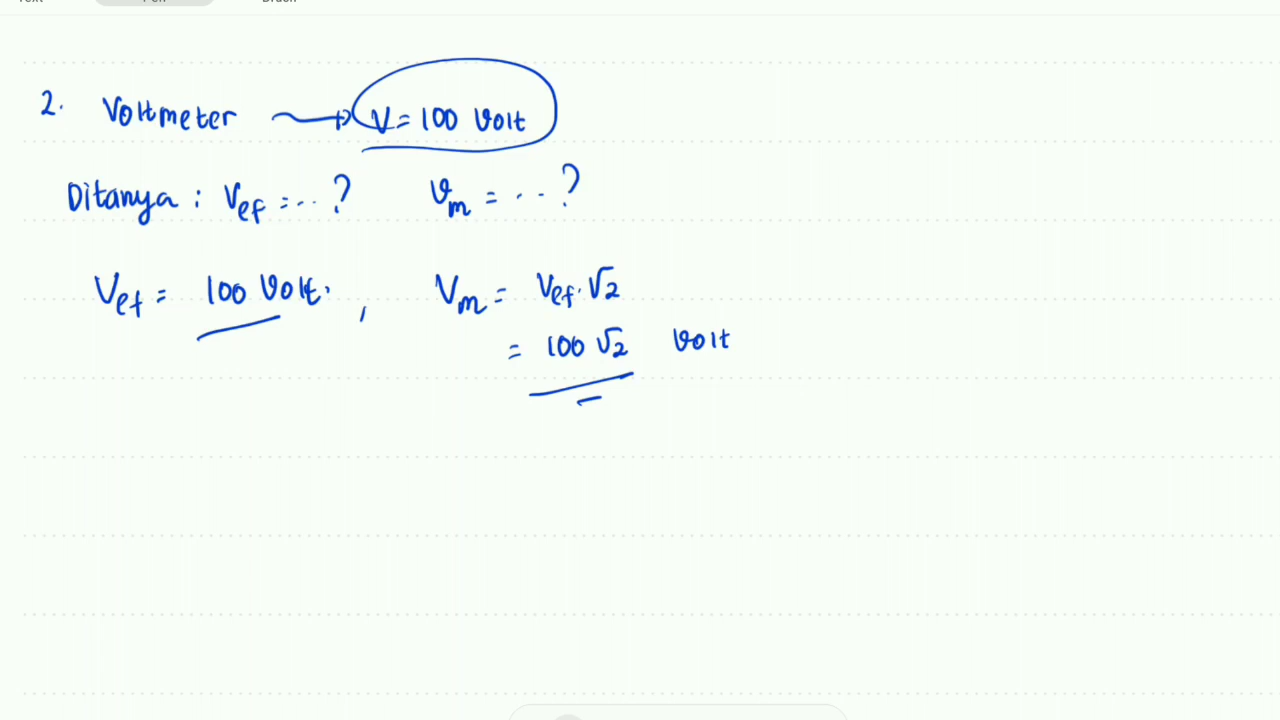 2. Voltmeter → V = 100 Volt
Ditanya : Vef = ... ? Vm = ... ?
Vef = 100 Volt, Vm = Vef . √2
= 100 √2 Volt